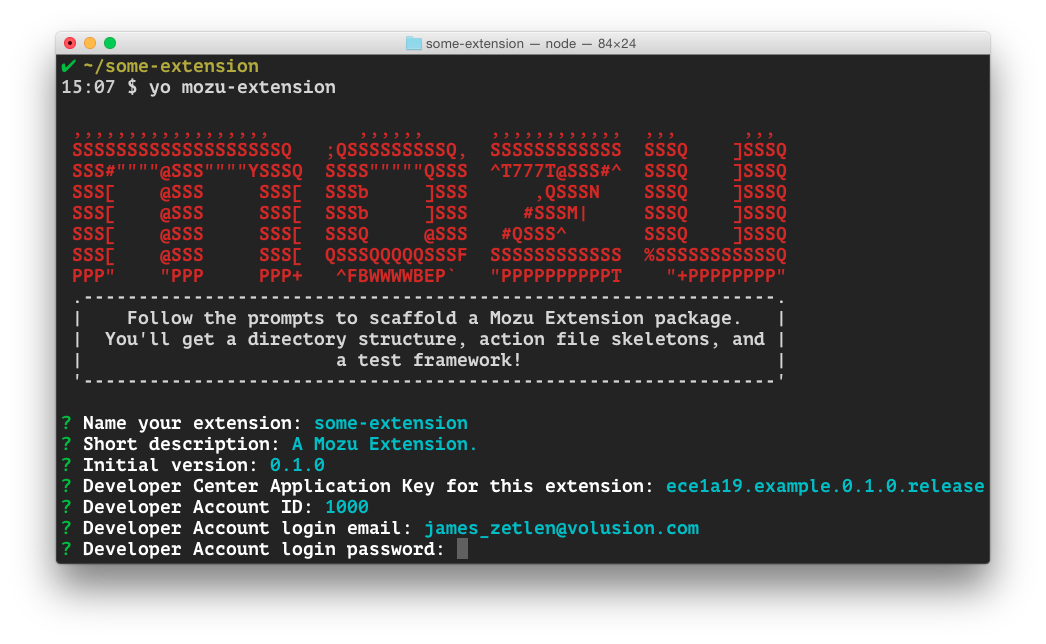 some-extension — node — 84×24
✔ ~/some-extension
15:07 $ yo mozu-extension
,,,,,,,,,,,,,,,,,,        ,,,,,,      ,,,,,,,,,,,,  ,,,      ,,,
SSSSSSSSSSSSSSSSSSSQ   ;QSSSSSSSSSQ,  SSSSSSSSSSSS  SSSQ    ]SSSQ
SSS#""""@SSS""""YSSSQ  SSSS"""""QSSS  ^T777T@SSS#^  SSSQ    ]SSSQ
SSS[    @SSS     SSS[  SSSb     ]SSS      ,QSSSN    SSSQ    ]SSSQ
SSS[    @SSS     SSS[  SSSb     ]SSS     #SSSM|     SSSQ    ]SSSQ
SSS[    @SSS     SSS[  SSSQ     @SSS   #QSSS^       SSSQ    ]SSSQ
SSS[    @SSS     SSS[  QSSSQQQQQSSSF  SSSSSSSSSSSS  %SSSSSSSSSSSQ
PPP"    "PPP     PPP+   ^FBWWWWBEP`   "PPPPPPPPPPT    "+PPPPPPPP"
.---------------------------------------------------------------.
|    Follow the prompts to scaffold a Mozu Extension package.   |
|  You'll get a directory structure, action file skeletons, and |
|                       a test framework!                       |
'---------------------------------------------------------------'
? Name your extension: some-extension
? Short description: A Mozu Extension.
? Initial version: 0.1.0
? Developer Center Application Key for this extension: ece1a19.example.0.1.0.release
? Developer Account ID: 1000
? Developer Account login email: james_zetlen@volusion.com
? Developer Account login password: